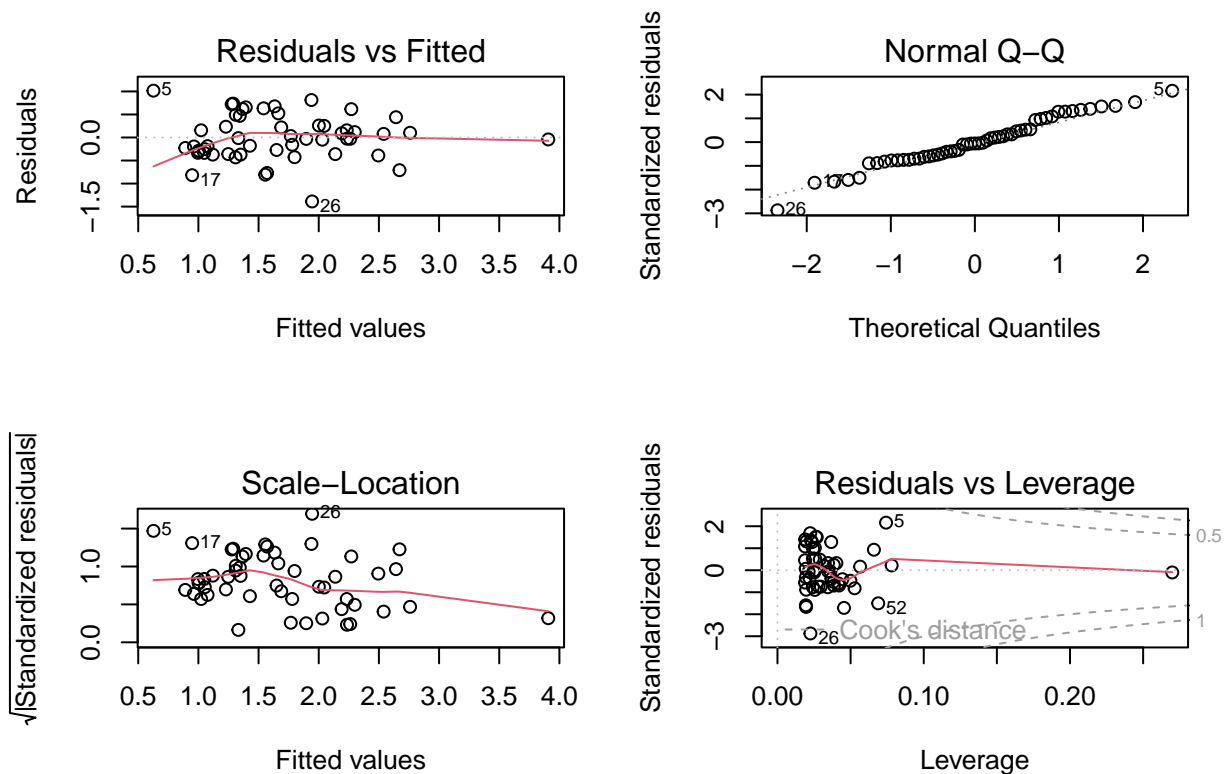 Residuals vs Fitted
Residuals
0.0
−1.5
5
17
26
0.5 1.0 1.5 2.0 2.5 3.0 3.5 4.0
Fitted values
Normal Q−Q
Standardized residuals
2
0
−3
5
17
26
−2 −1 0 1 2
Theoretical Quantiles
Scale−Location
√|Standardized residuals|
1.0
0.0
5
17
26
0.5 1.0 1.5 2.0 2.5 3.0 3.5 4.0
Fitted values
Residuals vs Leverage
Standardized residuals
2
0
−3
5
52
26
Cook's distance
0.5
1
0.00 0.10 0.20
Leverage